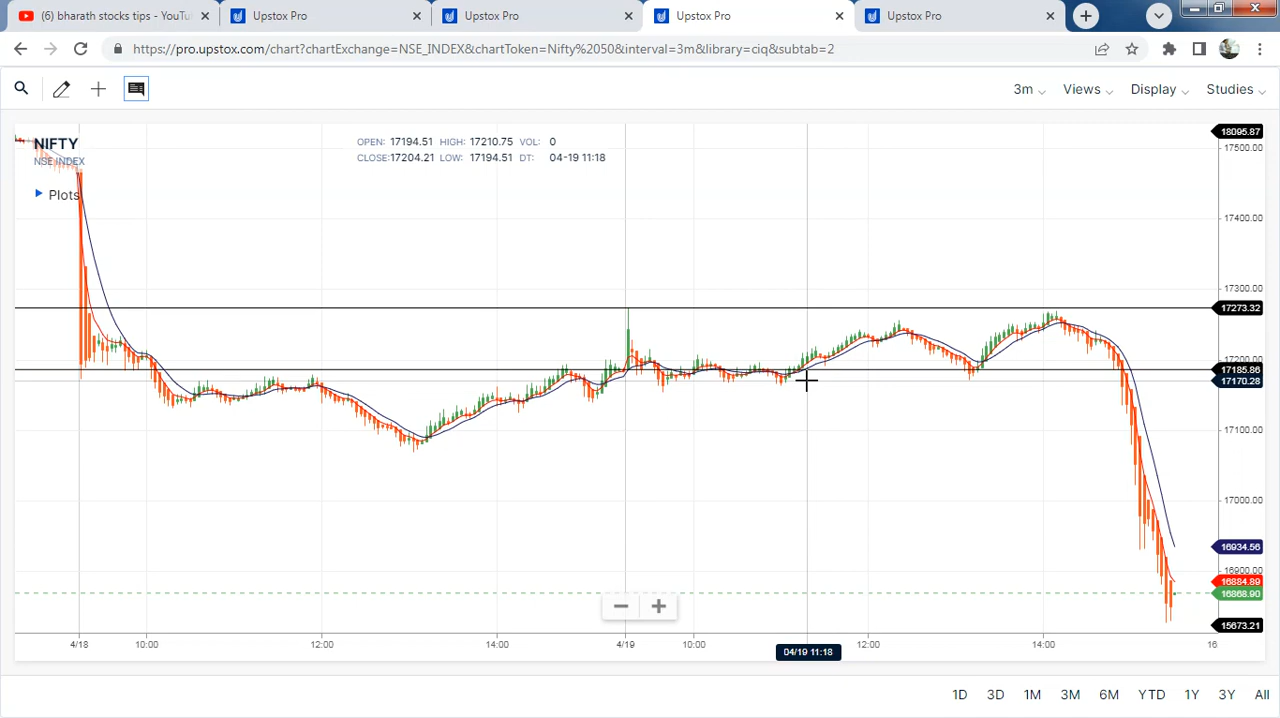 (6) bharath stocks tips - YouTu
Upstox Pro
Upstox Pro
Upstox Pro
Upstox Pro
https://pro.upstox.com/chart?chartExchange=NSE_INDEX&chartToken=Nifty%2050&interval=3m&library=ciq&subtab=2
3m Views Display Studies
NIFTY
NSE INDEX
Plots
OPEN: 17194.51 HIGH: 17210.75 VOL: 0
CLOSE: 17204.21 LOW: 17194.51 DT: 04-19 11:18
18095.87
17500.00
17400.00
17300.00
17273.32
17200.00
17185.86
17170.28
17100.00
17000.00
16934.56
16900.00
16884.89
16868.90
15673.21
4/18 10:00 12:00 14:00 4/19 10:00 12:00 14:00 16
04/19 11:18
1D 3D 1M 3M 6M YTD 1Y 3Y All